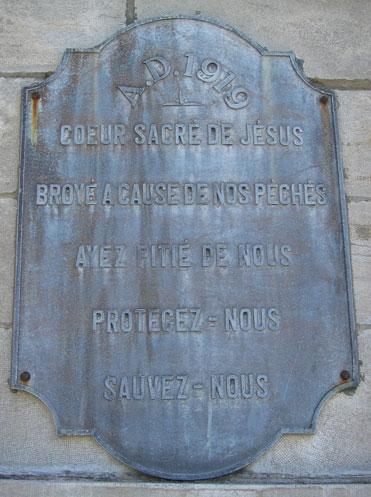 A.D. 1919
COEUR SACRÉ DE JÉSUS
BROYÉ A CAUSE DE NOS PÉCHÉS
AYEZ PITIÉ DE NOUS
PROTEGEZ-NOUS
SAUVEZ-NOUS